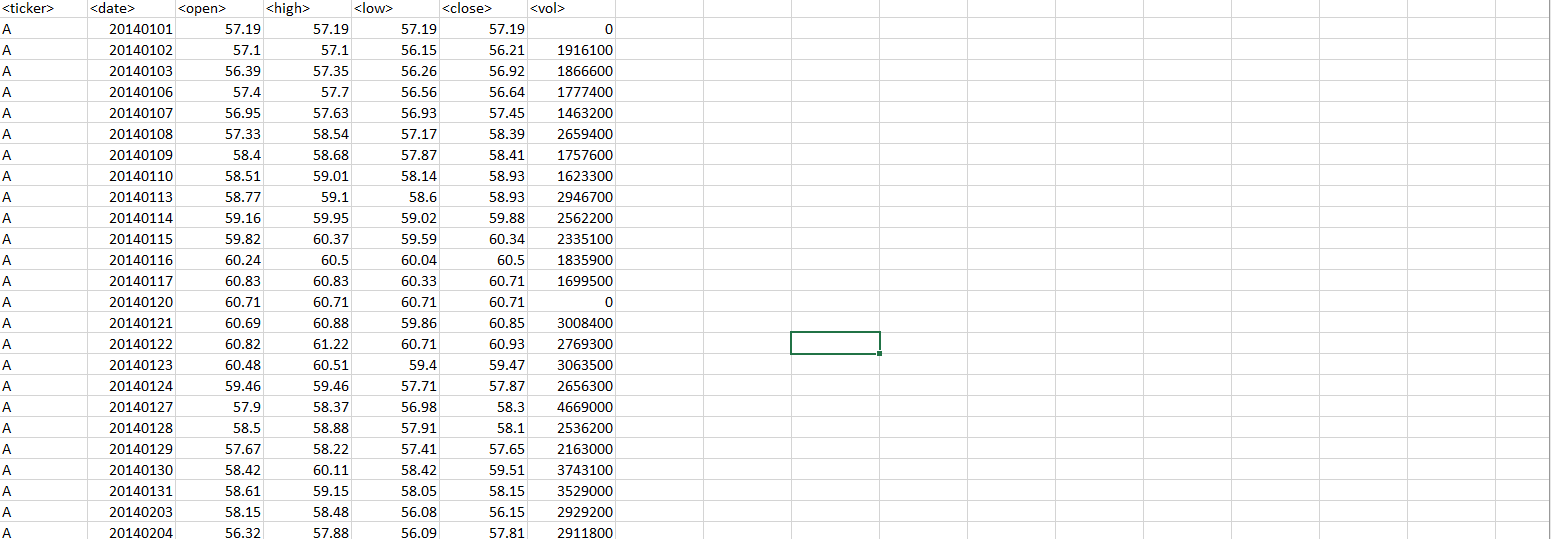 <ticker> <date> <open> <high> <low> <close> <vol>
A 20140101 57.19 57.19 57.19 57.19 0
A 20140102 57.1 57.1 56.15 56.21 1916100
A 20140103 56.39 57.35 56.26 56.92 1866600
A 20140106 57.4 57.7 56.56 56.64 1777400
A 20140107 56.95 57.63 56.93 57.45 1463200
A 20140108 57.33 58.54 57.17 58.39 2659400
A 20140109 58.4 58.68 57.87 58.41 1757600
A 20140110 58.51 59.01 58.14 58.93 1623300
A 20140113 58.77 59.1 58.6 58.93 2946700
A 20140114 59.16 59.95 59.02 59.88 2562200
A 20140115 59.82 60.37 59.59 60.34 2335100
A 20140116 60.24 60.5 60.04 60.5 1835900
A 20140117 60.83 60.83 60.33 60.71 1699500
A 20140120 60.71 60.71 60.71 60.71 0
A 20140121 60.69 60.88 59.86 60.85 3008400
A 20140122 60.82 61.22 60.71 60.93 2769300
A 20140123 60.48 60.51 59.4 59.47 3063500
A 20140124 59.46 59.46 57.71 57.87 2656300
A 20140127 57.9 58.37 56.98 58.3 4669000
A 20140128 58.5 58.88 57.91 58.1 2536200
A 20140129 57.67 58.22 57.41 57.65 2163000
A 20140130 58.42 60.11 58.42 59.51 3743100
A 20140131 58.61 59.15 58.05 58.15 3529000
A 20140203 58.15 58.48 56.08 56.15 2929200
A 20140204 56.32 57.88 56.09 57.81 2911800